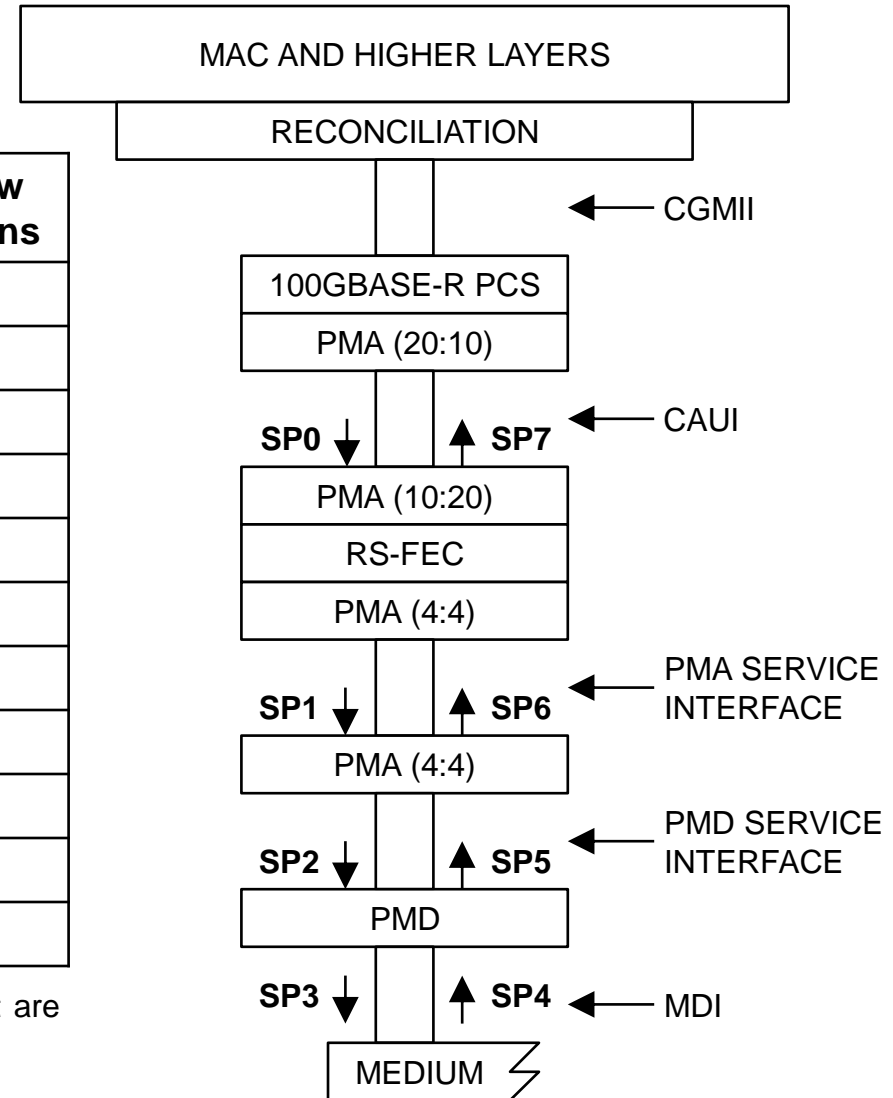 MAC AND HIGHER LAYERS
RECONCILIATION
CGMII
100GBASE-R PCS
PMA (20:10)
SP0
SP7
CAUI
PMA (10:20)
RS-FEC
PMA (4:4)
SP1
SP6
PMA SERVICE
INTERFACE
PMA (4:4)
SP2
SP5
PMD SERVICE
INTERFACE
PMD
SP3
SP4
MDI
MEDIUM
are